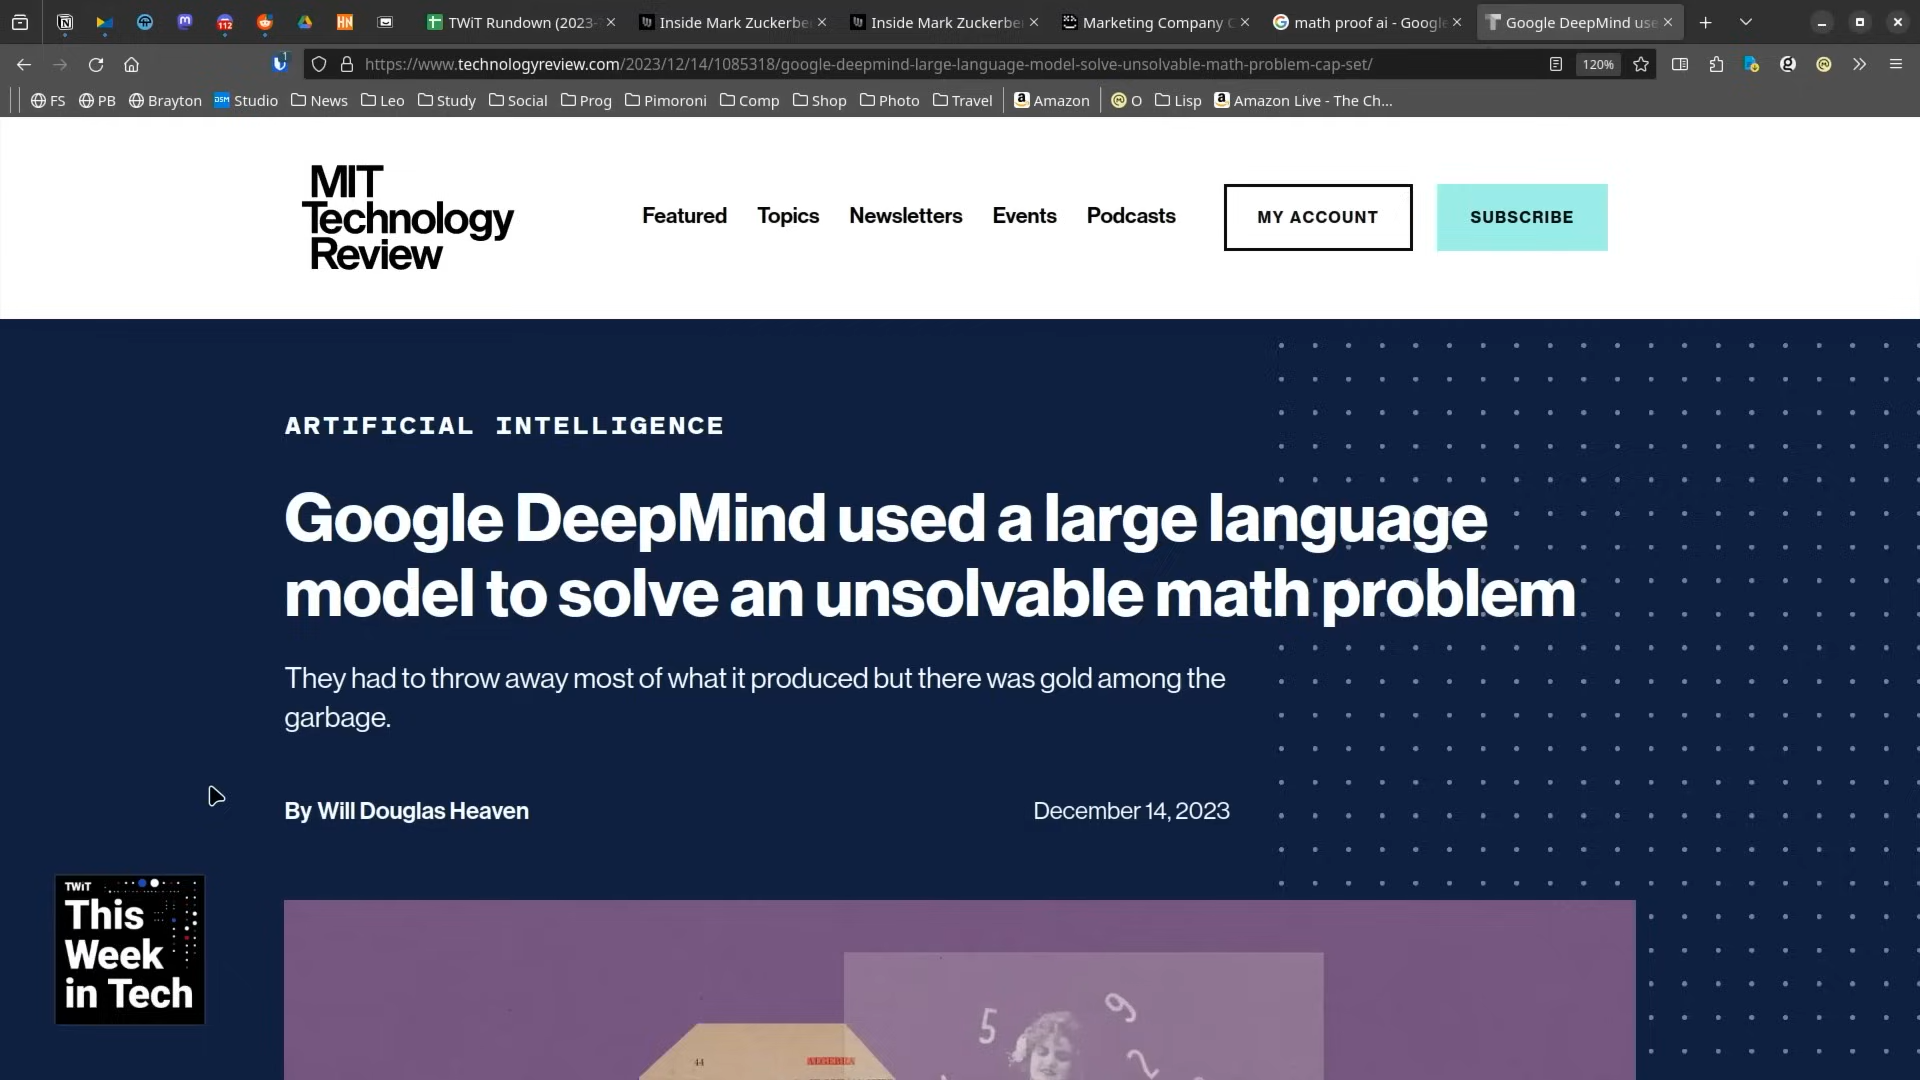 TWiT Rundown (2023-
Inside Mark Zuckerbe
Inside Mark Zuckerbe
Marketing Company C
math proof ai - Google
Google DeepMind use
https://www.technologyreview.com/2023/12/14/1085318/google-deepmind-large-language-model-solve-unsolvable-math-problem-cap-set/
120%
FS PB Brayton DSM Studio News Leo Study Social Prog Pimoroni Comp Shop Photo Travel Amazon O Lisp Amazon Live - The Ch...
MIT
Technology
Review
Featured Topics Newsletters Events Podcasts
MY ACCOUNT
SUBSCRIBE
ARTIFICIAL INTELLIGENCE
Google DeepMind used a large language
model to solve an unsolvable math problem
They had to throw away most of what it produced but there was gold among the
garbage.
By Will Douglas Heaven
December 14, 2023
TWiT
This
Week
in Tech
5
9
2
44